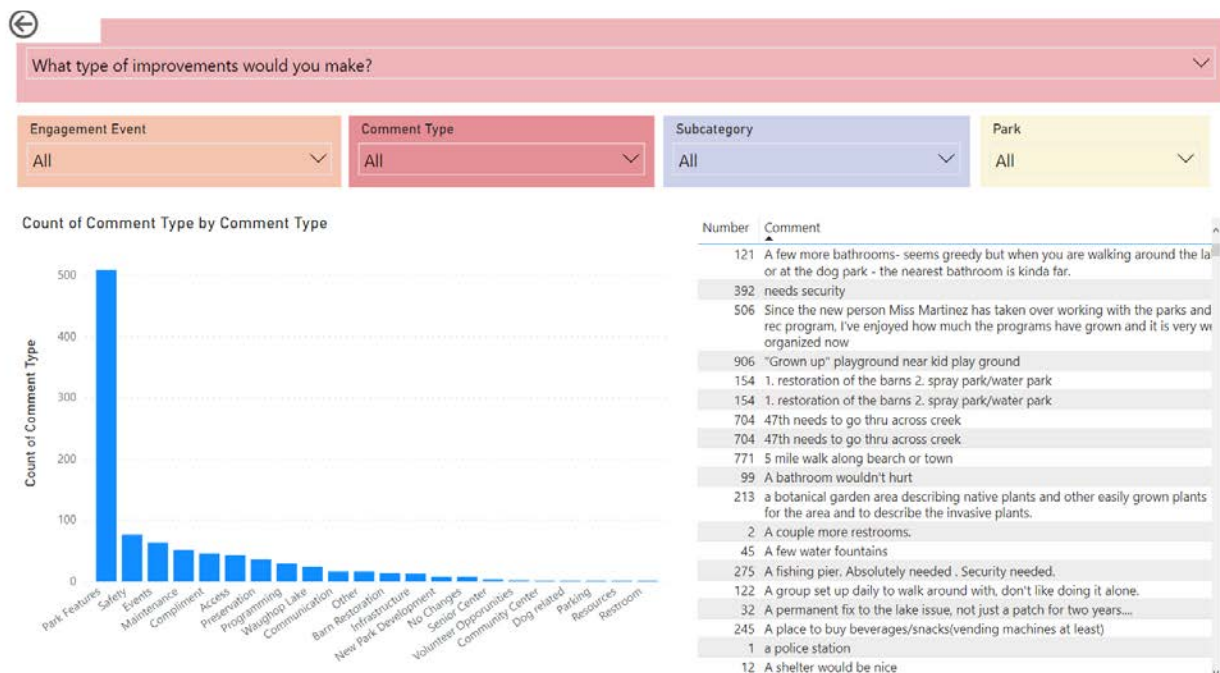 What type of improvements would you make?
Engagement Event
All
Comment Type
All
Subcategory
All
Park
All
Count of Comment Type by Comment Type
Count of Comment Type
500
400
300
200
100
0
Park Features
Safety
Events
Maintenance
Compliment
Access
Preservation
Programming
Waughop Lake
Communication
Other
Barn Restoration
Infrastructure
New Park Development
No Changes
Senior Center
Volunteer Opporunities
Community Center
Dog related
Parking
Resources
Restroom
Number Comment
121 A few more bathrooms- seems greedy but when you are walking around the la
or at the dog park - the nearest bathroom is kinda far.
392 needs security
506 Since the new person Miss Martinez has taken over working with the parks and
rec program, I've enjoyed how much the programs have grown and it is very we
organized now
906 "Grown up" playground near kid play ground
154 1. restoration of the barns 2. spray park/water park
154 1. restoration of the barns 2. spray park/water park
704 47th needs to go thru across creek
704 47th needs to go thru across creek
771 5 mile walk along bearch or town
99 A bathroom wouldn't hurt
213 a botanical garden area describing native plants and other easily grown plants
for the area and to describe the invasive plants.
2 A couple more restrooms.
45 A few water fountains
275 A fishing pier. Absolutely needed . Security needed.
122 A group set up daily to walk around with, don't like doing it alone.
32 A permanent fix to the lake issue, not just a patch for two years....
245 A place to buy beverages/snacks(vending machines at least)
1 a police station
12 A shelter would be nice